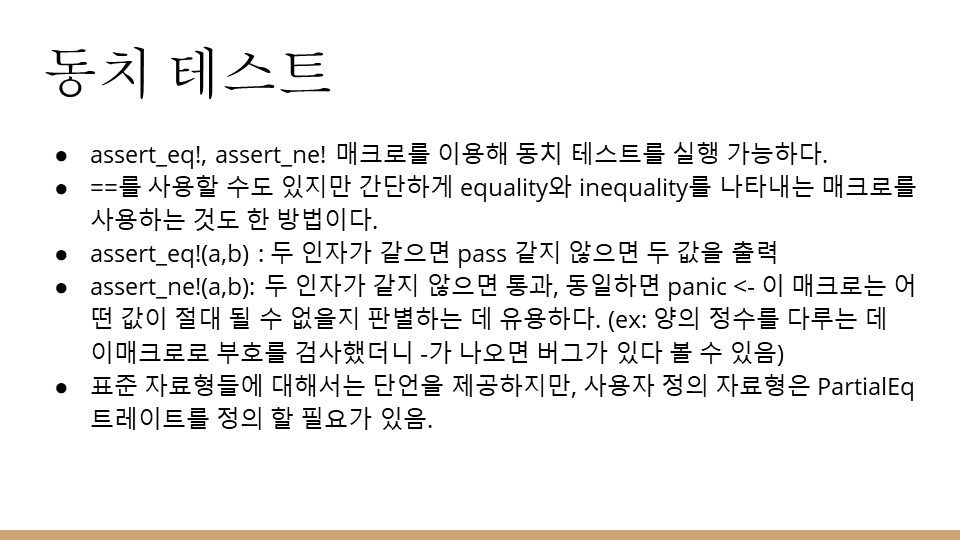 동치 테스트
● assert_eq!, assert_ne! 매크로를 이용해 동치 테스트를 실행 가능하다.
● ==를 사용할 수도 있지만 간단하게 equality와 inequality를 나타내는 매크로를
사용하는 것도 한 방법이다.
● assert_eq!(a,b) : 두 인자가 같으면 pass 같지 않으면 두 값을 출력
● assert_ne!(a,b): 두 인자가 같지 않으면 통과, 동일하면 panic <- 이 매크로는 어
떤 값이 절대 될 수 없을지 판별하는 데 유용하다. (ex: 양의 정수를 다루는 데
이매크로로 부호를 검사했더니 -가 나오면 버그가 있다 볼 수 있음)
● 표준 자료형들에 대해서는 단언을 제공하지만, 사용자 정의 자료형은 PartialEq
트레이트를 정의 할 필요가 있음.